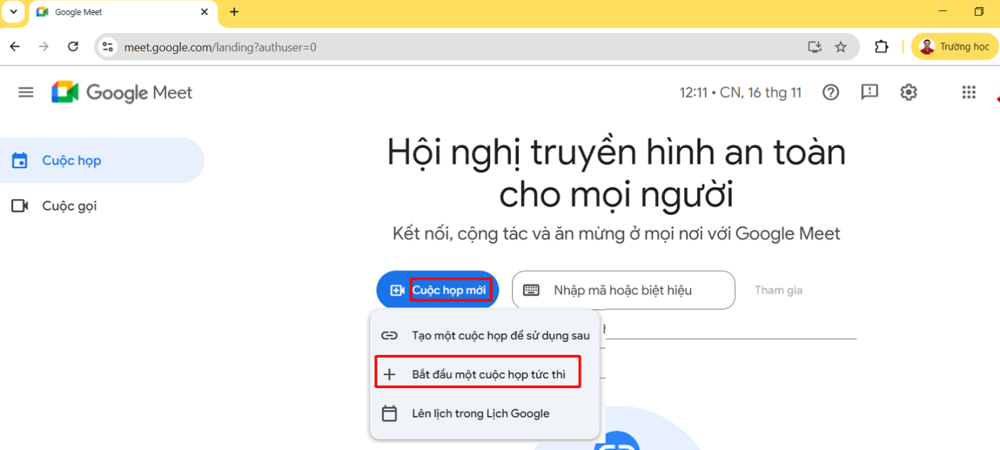 Google Meet
meet.google.com/landing?authuser=0
Trường học
Google Meet
12:11 • CN, 16 thg 11
Cuộc họp
Cuộc gọi
Hội nghị truyền hình an toàn
cho mọi người
Kết nối, cộng tác và ăn mừng ở mọi nơi với Google Meet
Cuộc họp mới
Nhập mã hoặc biệt hiệu
Tham gia
Tạo một cuộc họp để sử dụng sau
Bắt đầu một cuộc họp tức thì
Lên lịch trong Lịch Google